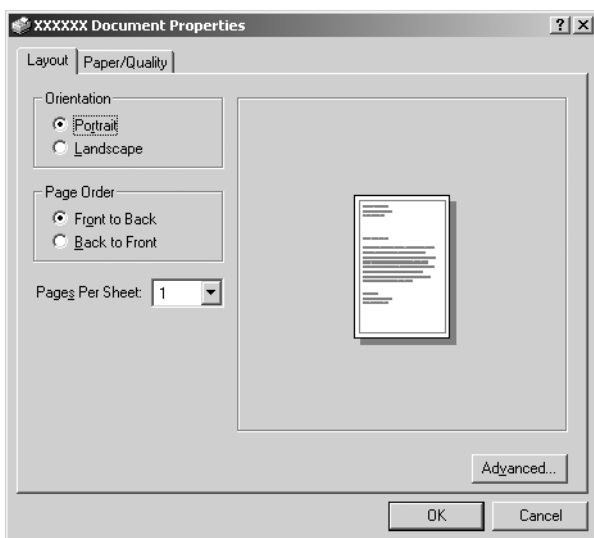 XXXXXX Document Properties
Layout
Paper/Quality
Orientation
Portrait
Landscape
Page Order
Front to Back
Back to Front
Pages Per Sheet: 1
Advanced...
OK
Cancel